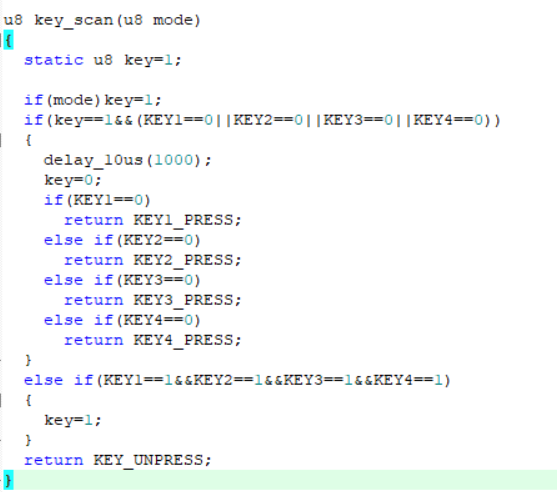 u8 key_scan(u8 mode)
{
static u8 key=1;
if(mode)key=1;
if(key==1&&(KEY1==0||KEY2==0||KEY3==0||KEY4==0))
{
delay_10us(1000);
key=0;
if(KEY1==0)
return KEY1_PRESS;
else if(KEY2==0)
return KEY2_PRESS;
else if(KEY3==0)
return KEY3_PRESS;
else if(KEY4==0)
return KEY4_PRESS;
}
else if(KEY1==1&&KEY2==1&&KEY3==1&&KEY4==1)
{
key=1;
}
return KEY_UNPRESS;
}